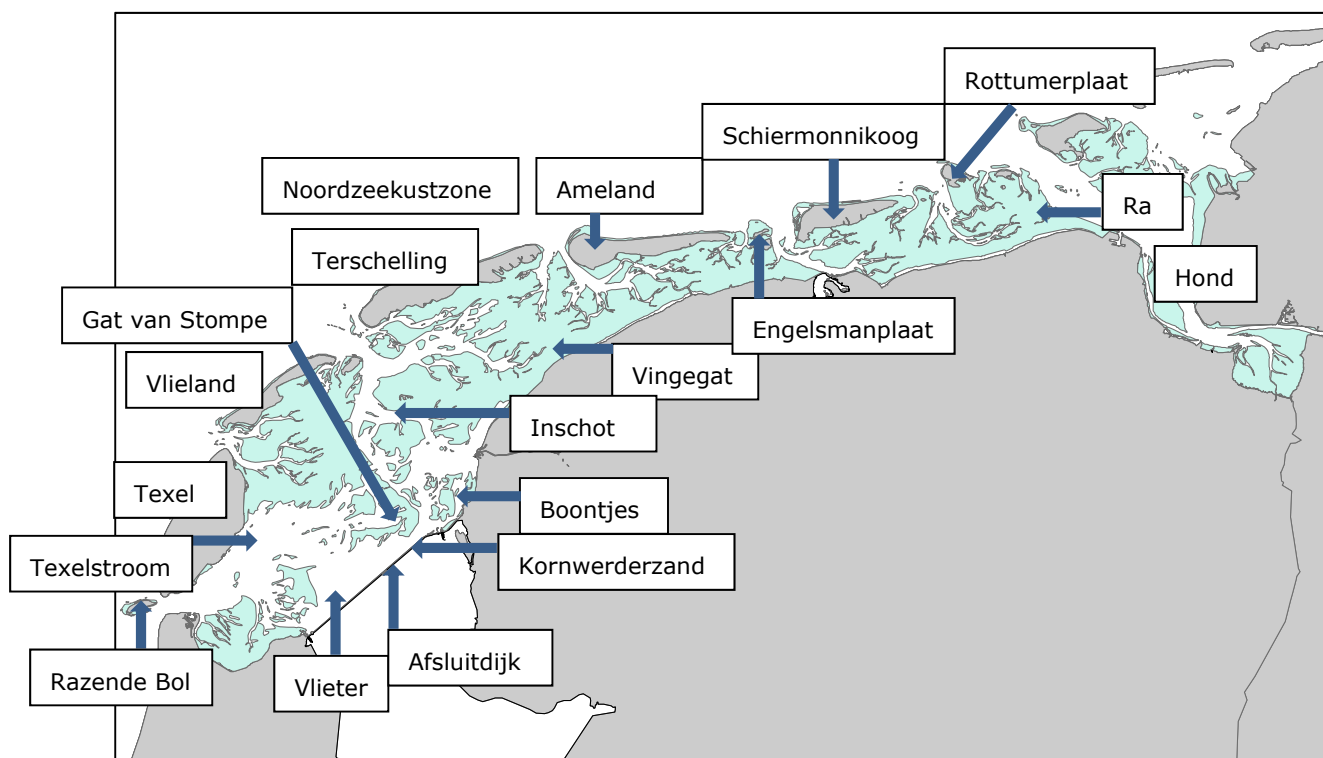 Rottumerplaat
Schiermonnikoog
Noordzeekustzone
Ameland
Ra
Terschelling
Hond
Gat van Stompe
Engelsmanplaat
Vlieland
Vingegat
Inschot
Texel
Boontjes
Texelstroom
Kornwerderzand
Razende Bol
Vlieter
Afsluitdijk